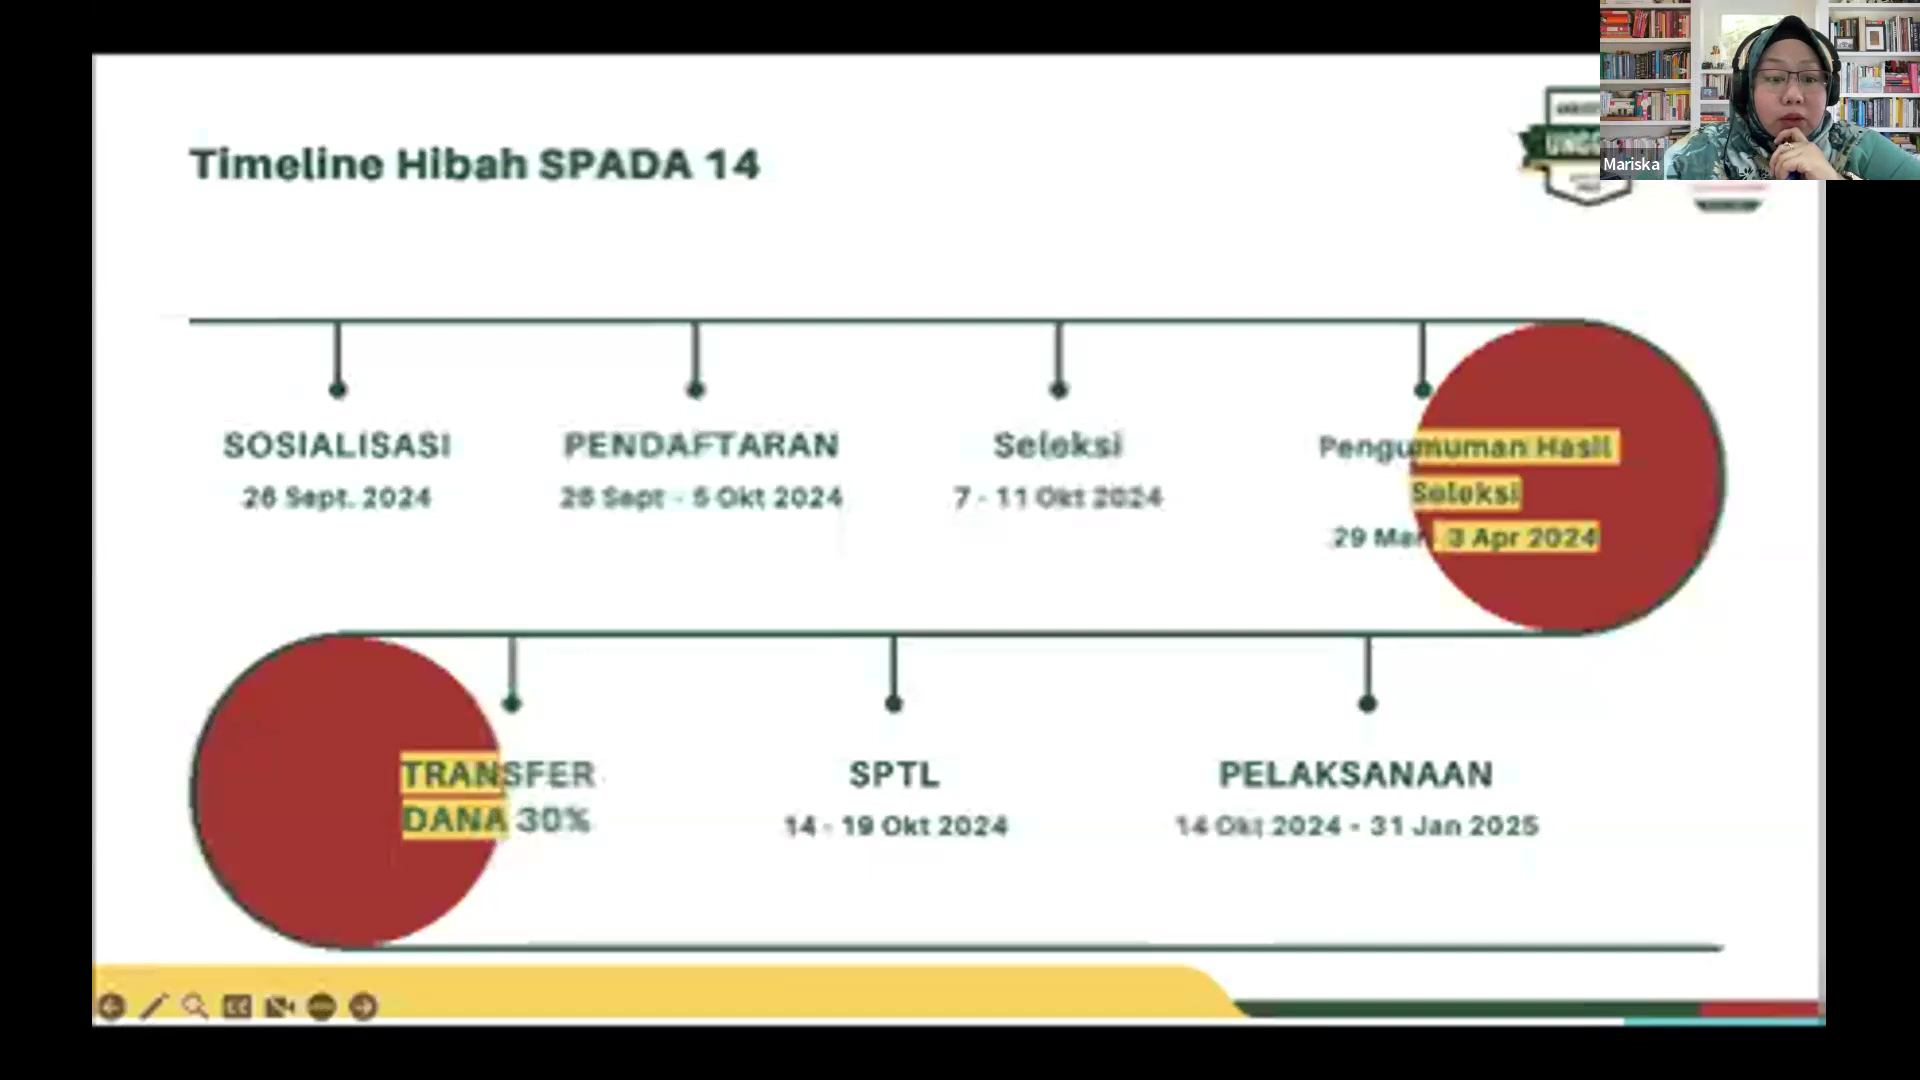 Mariska
Timeline Hibah SPADA 14
SOSIALISASI
26 Sept. 2024
PENDAFTARAN
28 Sept - 5 Okt 2024
Seleksi
7 - 11 Okt 2024
Pengumuman Hasil
Seleksi
29 Mar 3 Apr 2024
TRANSFER
DANA 30%
SPTL
14 - 19 Okt 2024
PELAKSANAAN
14 Okt 2024 - 31 Jan 2025